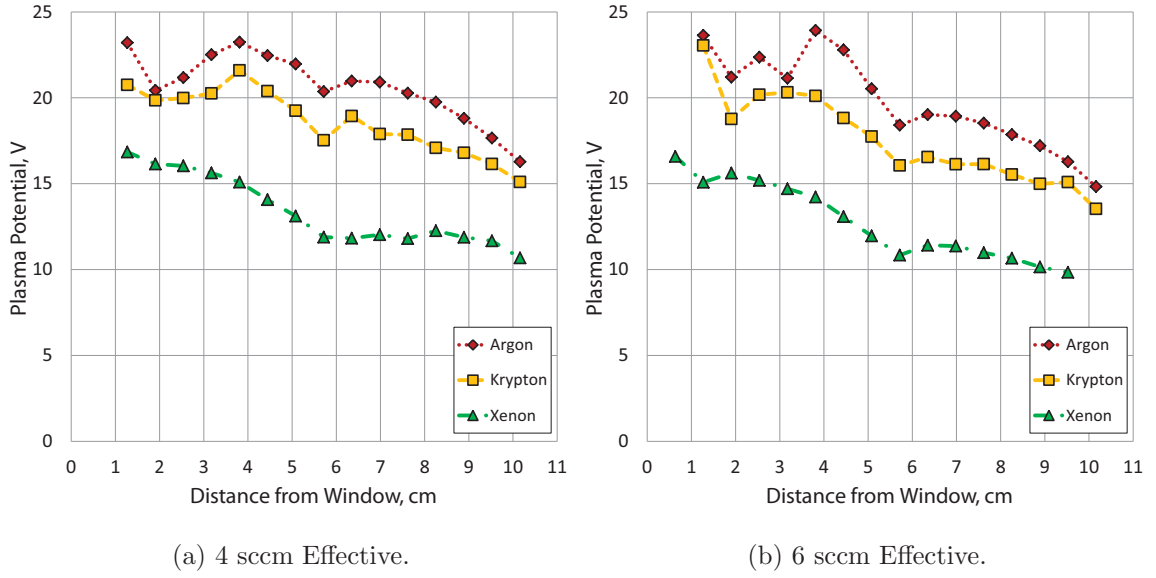 25
20
15
10
5
0
Plasma Potential, V
Argon
Krypton
Xenon
0 1 2 3 4 5 6 7 8 9 10 11
Distance from Window, cm
(a) 4 sccm Effective.
25
20
15
10
5
0
Plasma Potential, V
Argon
Krypton
Xenon
0 1 2 3 4 5 6 7 8 9 10 11
Distance from Window, cm
(b) 6 sccm Effective.